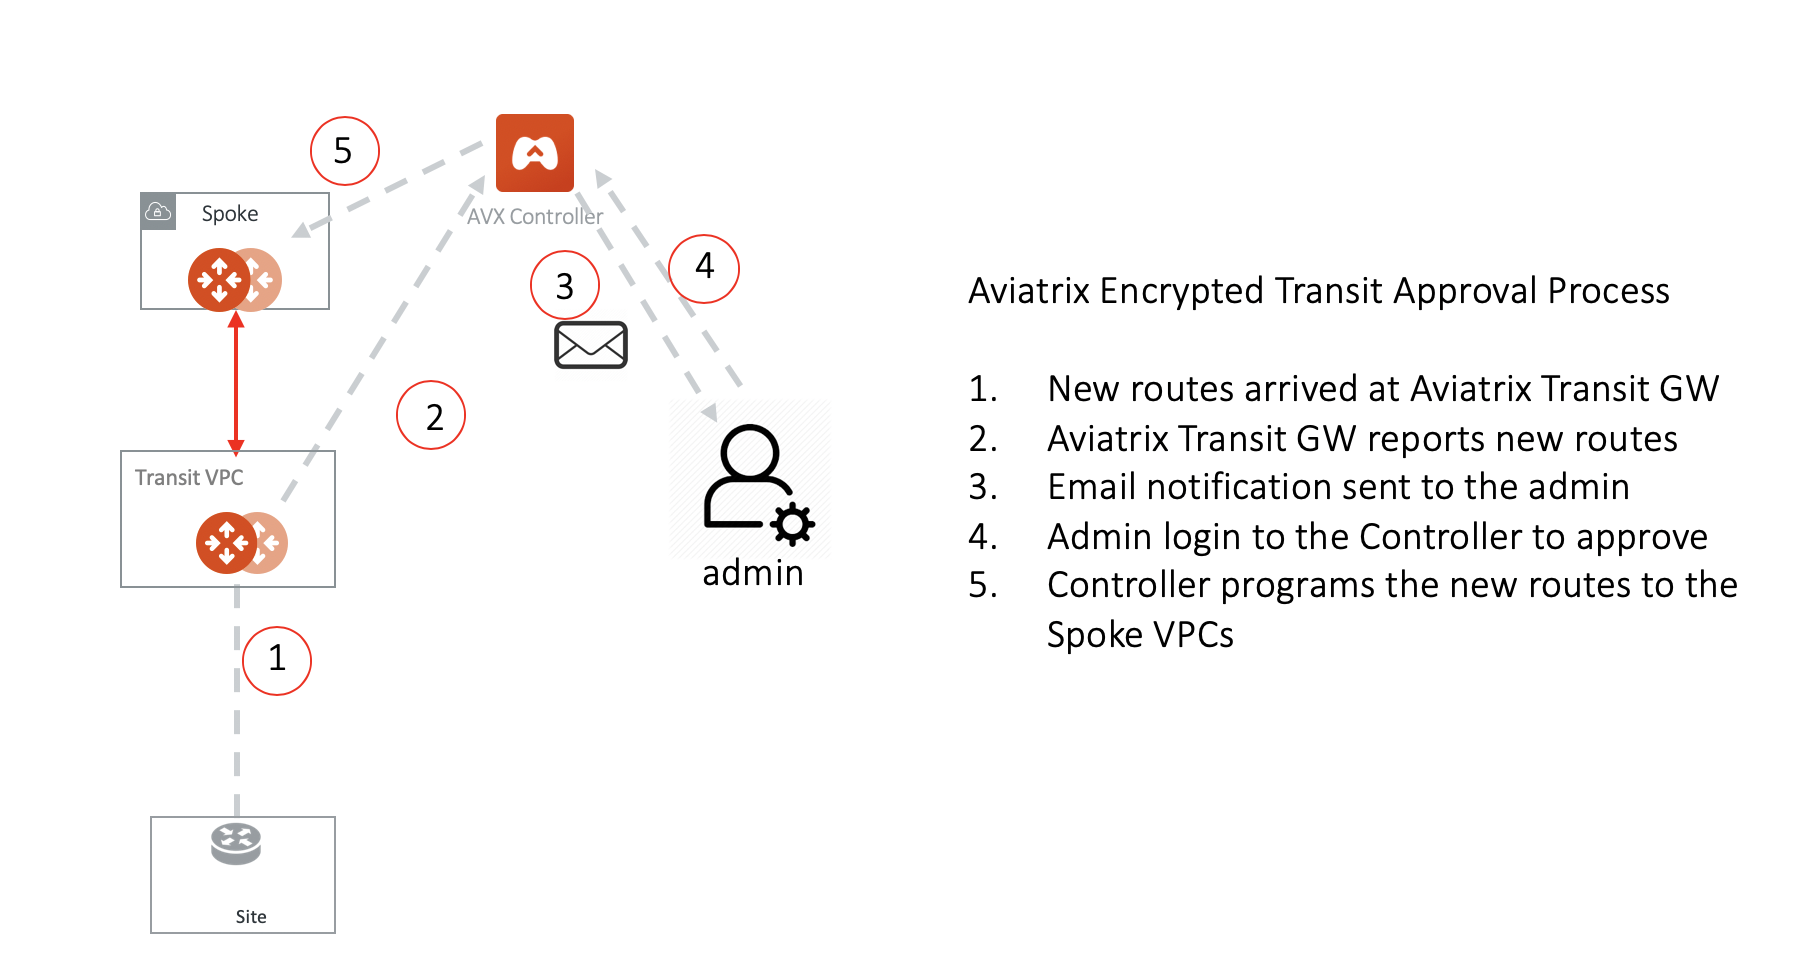 5
AVX Controller
Spoke
3
4
2
Transit VPC
admin
1
Site
Aviatrix Encrypted Transit Approval Process
1. New routes arrived at Aviatrix Transit GW
2. Aviatrix Transit GW reports new routes
3. Email notification sent to the admin
4. Admin login to the Controller to approve
5. Controller programs the new routes to the
Spoke VPCs